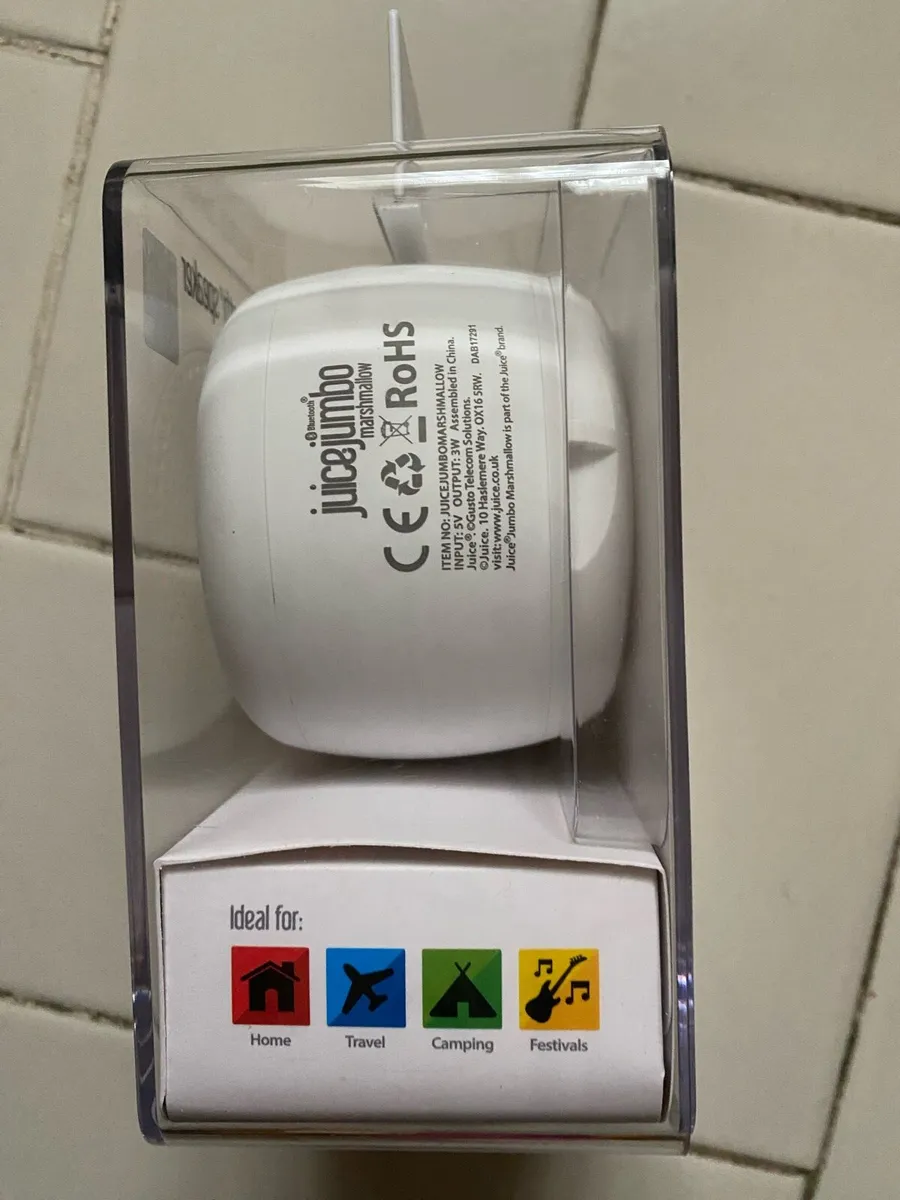 Bluetooth®
juicejumbo
marshmallow
CE RoHS
ITEM NO: JUICEJUMBOMARSHMALLOW
INPUT: 5V OUTPUT: 3W Assembled in China.
Juice®. ©Gusto Telecom Solutions.
©Juice. 10 Haslemere Way, OX16 5RW. DAB17291
visit:www.juice.co.uk
Juice®Jumbo Marshmallow is part of the Juice®brand.
speaker
Ideal for:
Home Travel Camping Festivals